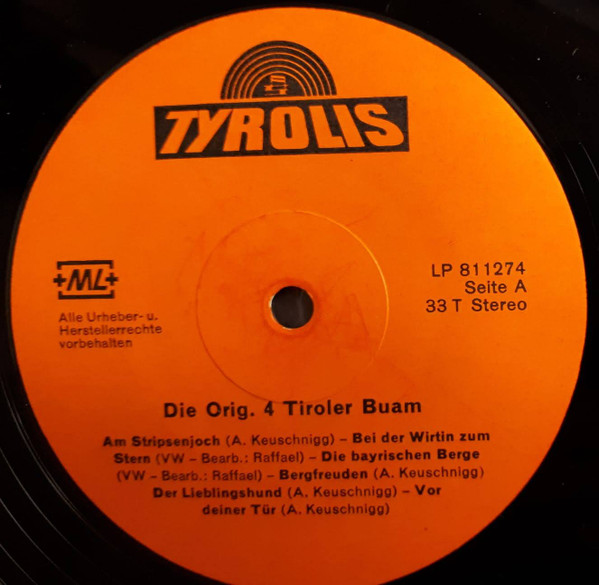 TYROLIS
ML
Alle Urheber- u.
Herstellerrechte
vorbehalten
LP 811274
Seite A
33 T Stereo
Die Orig. 4 Tiroler Buam
Am Stripsenjoch (A. Keuschnigg) – Bei der Wirtin zum
Stern (VW – Bearb.: Raffael) – Die bayrischen Berge
(VW – Bearb.: Raffael) – Bergfreuden (A. Keuschnigg)
Der Lieblingshund (A. Keuschnigg) – Vor
deiner Tür (A. Keuschnigg)